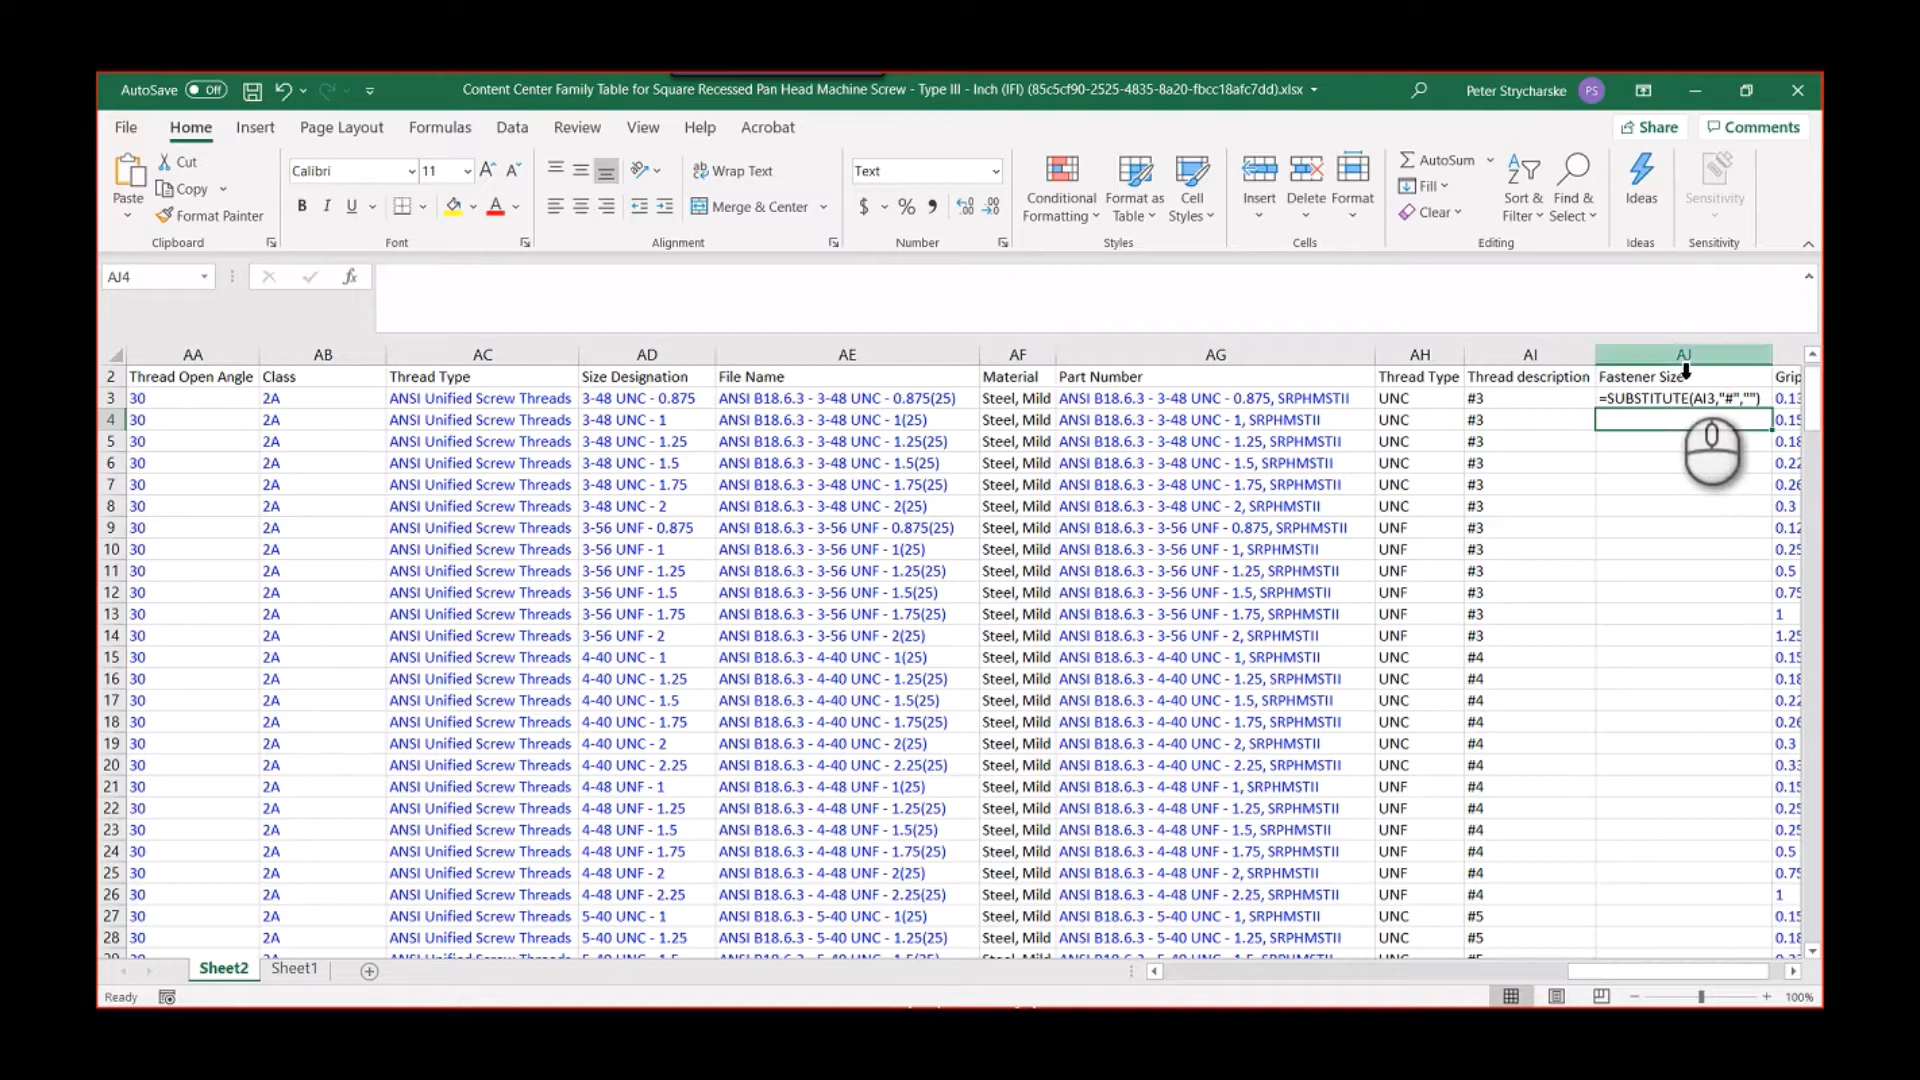 AutoSave Off Content Center Family Table for Square Recessed Pan Head Machine Screw - Type III - Inch (IFI) (85c5cf90-2525-4835-8a20-fbcc18afc7dd).xlsx Peter Strycharske PS
File Home Insert Page Layout Formulas Data Review View Help Acrobat Share Comments
Paste Cut Copy Format Painter Clipboard
Calibri 11 B I U A Font
Wrap Text Merge & Center Alignment
Text $ % Number
Conditional Formatting Format as Table Cell Styles Styles
Insert Delete Format Cells
AutoSum Fill Clear Sort & Filter Find & Select Editing
Ideas Ideas
Sensitivity Sensitivity
AJ4 fx
AA AB AC AD AE AF AG AH AI AJ
2 Thread Open Angle Class Thread Type Size Designation File Name Material Part Number Thread Type Thread description Fastener Size Grip
3 30 2A ANSI Unified Screw Threads 3-48 UNC - 0.875 ANSI B18.6.3 - 3-48 UNC - 0.875(25) Steel, Mild ANSI B18.6.3 - 3-48 UNC - 0.875, SRPHMSTII UNC #3 =SUBSTITUTE(AI3,"#","") 0.13
4 30 2A ANSI Unified Screw Threads 3-48 UNC - 1 ANSI B18.6.3 - 3-48 UNC - 1(25) Steel, Mild ANSI B18.6.3 - 3-48 UNC - 1, SRPHMSTII UNC #3 0.15
5 30 2A ANSI Unified Screw Threads 3-48 UNC - 1.25 ANSI B18.6.3 - 3-48 UNC - 1.25(25) Steel, Mild ANSI B18.6.3 - 3-48 UNC - 1.25, SRPHMSTII UNC #3 0.18
6 30 2A ANSI Unified Screw Threads 3-48 UNC - 1.5 ANSI B18.6.3 - 3-48 UNC - 1.5(25) Steel, Mild ANSI B18.6.3 - 3-48 UNC - 1.5, SRPHMSTII UNC #3 0.22
7 30 2A ANSI Unified Screw Threads 3-48 UNC - 1.75 ANSI B18.6.3 - 3-48 UNC - 1.75(25) Steel, Mild ANSI B18.6.3 - 3-48 UNC - 1.75, SRPHMSTII UNC #3 0.26
8 30 2A ANSI Unified Screw Threads 3-48 UNC - 2 ANSI B18.6.3 - 3-48 UNC - 2(25) Steel, Mild ANSI B18.6.3 - 3-48 UNC - 2, SRPHMSTII UNC #3 0.3
9 30 2A ANSI Unified Screw Threads 3-56 UNF - 0.875 ANSI B18.6.3 - 3-56 UNF - 0.875(25) Steel, Mild ANSI B18.6.3 - 3-56 UNF - 0.875, SRPHMSTII UNF #3 0.12
10 30 2A ANSI Unified Screw Threads 3-56 UNF - 1 ANSI B18.6.3 - 3-56 UNF - 1(25) Steel, Mild ANSI B18.6.3 - 3-56 UNF - 1, SRPHMSTII UNF #3 0.25
11 30 2A ANSI Unified Screw Threads 3-56 UNF - 1.25 ANSI B18.6.3 - 3-56 UNF - 1.25(25) Steel, Mild ANSI B18.6.3 - 3-56 UNF - 1.25, SRPHMSTII UNF #3 0.5
12 30 2A ANSI Unified Screw Threads 3-56 UNF - 1.5 ANSI B18.6.3 - 3-56 UNF - 1.5(25) Steel, Mild ANSI B18.6.3 - 3-56 UNF - 1.5, SRPHMSTII UNF #3 0.75
13 30 2A ANSI Unified Screw Threads 3-56 UNF - 1.75 ANSI B18.6.3 - 3-56 UNF - 1.75(25) Steel, Mild ANSI B18.6.3 - 3-56 UNF - 1.75, SRPHMSTII UNF #3 1
14 30 2A ANSI Unified Screw Threads 3-56 UNF - 2 ANSI B18.6.3 - 3-56 UNF - 2(25) Steel, Mild ANSI B18.6.3 - 3-56 UNF - 2, SRPHMSTII UNF #3 1.25
15 30 2A ANSI Unified Screw Threads 4-40 UNC - 1 ANSI B18.6.3 - 4-40 UNC - 1(25) Steel, Mild ANSI B18.6.3 - 4-40 UNC - 1, SRPHMSTII UNC #4 0.15
16 30 2A ANSI Unified Screw Threads 4-40 UNC - 1.25 ANSI B18.6.3 - 4-40 UNC - 1.25(25) Steel, Mild ANSI B18.6.3 - 4-40 UNC - 1.25, SRPHMSTII UNC #4 0.18
17 30 2A ANSI Unified Screw Threads 4-40 UNC - 1.5 ANSI B18.6.3 - 4-40 UNC - 1.5(25) Steel, Mild ANSI B18.6.3 - 4-40 UNC - 1.5, SRPHMSTII UNC #4 0.22
18 30 2A ANSI Unified Screw Threads 4-40 UNC - 1.75 ANSI B18.6.3 - 4-40 UNC - 1.75(25) Steel, Mild ANSI B18.6.3 - 4-40 UNC - 1.75, SRPHMSTII UNC #4 0.26
19 30 2A ANSI Unified Screw Threads 4-40 UNC - 2 ANSI B18.6.3 - 4-40 UNC - 2(25) Steel, Mild ANSI B18.6.3 - 4-40 UNC - 2, SRPHMSTII UNC #4 0.3
20 30 2A ANSI Unified Screw Threads 4-40 UNC - 2.25 ANSI B18.6.3 - 4-40 UNC - 2.25(25) Steel, Mild ANSI B18.6.3 - 4-40 UNC - 2.25, SRPHMSTII UNC #4 0.33
21 30 2A ANSI Unified Screw Threads 4-48 UNF - 1 ANSI B18.6.3 - 4-48 UNF - 1(25) Steel, Mild ANSI B18.6.3 - 4-48 UNF - 1, SRPHMSTII UNF #4 0.15
22 30 2A ANSI Unified Screw Threads 4-48 UNF - 1.25 ANSI B18.6.3 - 4-48 UNF - 1.25(25) Steel, Mild ANSI B18.6.3 - 4-48 UNF - 1.25, SRPHMSTII UNF #4 0.25
23 30 2A ANSI Unified Screw Threads 4-48 UNF - 1.5 ANSI B18.6.3 - 4-48 UNF - 1.5(25) Steel, Mild ANSI B18.6.3 - 4-48 UNF - 1.5, SRPHMSTII UNF #4 0.25
24 30 2A ANSI Unified Screw Threads 4-48 UNF - 1.75 ANSI B18.6.3 - 4-48 UNF - 1.75(25) Steel, Mild ANSI B18.6.3 - 4-48 UNF - 1.75, SRPHMSTII UNF #4 0.5
25 30 2A ANSI Unified Screw Threads 4-48 UNF - 2 ANSI B18.6.3 - 4-48 UNF - 2(25) Steel, Mild ANSI B18.6.3 - 4-48 UNF - 2, SRPHMSTII UNF #4 0.75
26 30 2A ANSI Unified Screw Threads 4-48 UNF - 2.25 ANSI B18.6.3 - 4-48 UNF - 2.25(25) Steel, Mild ANSI B18.6.3 - 4-48 UNF - 2.25, SRPHMSTII UNF #4 1
27 30 2A ANSI Unified Screw Threads 5-40 UNC - 1 ANSI B18.6.3 - 5-40 UNC - 1(25) Steel, Mild ANSI B18.6.3 - 5-40 UNC - 1, SRPHMSTII UNC #5 0.15
28 30 2A ANSI Unified Screw Threads 5-40 UNC - 1.25 ANSI B18.6.3 - 5-40 UNC - 1.25(25) Steel, Mild ANSI B18.6.3 - 5-40 UNC - 1.25, SRPHMSTII UNC #5 0.18
Sheet2 Sheet1
Ready 100%